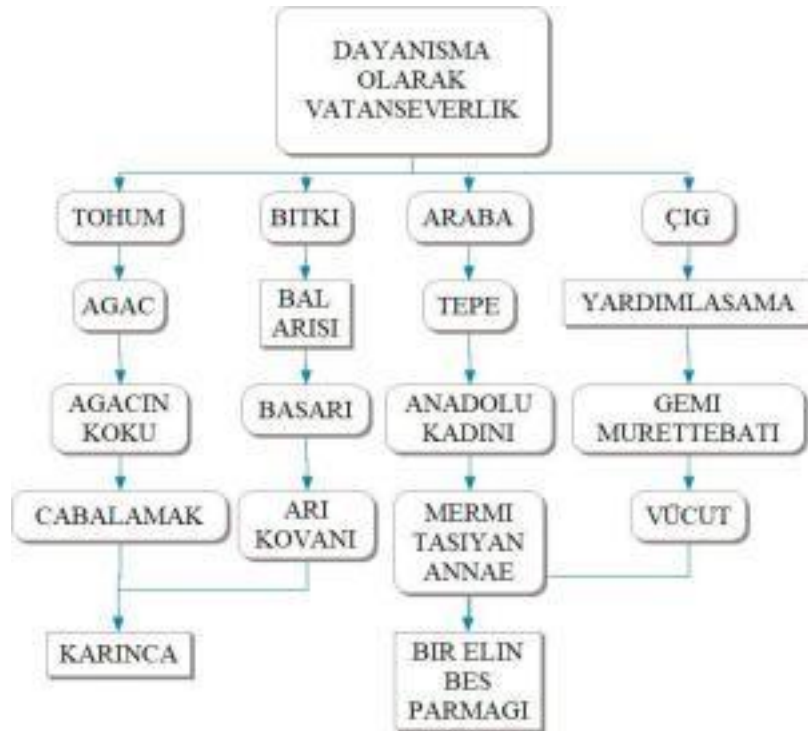 DAYANISMA
OLARAK
VATANSEVERLIK
TOHUM
BITKI
ARABA
ÇIG
AGAC
BAL
ARISI
TEPE
YARDIMLASAMA
AGACIN
KOKU
BASARI
ANADOLU
KADINI
GEMI
MURETTEBATI
CABALAMAK
ARI
KOVANI
MERMI
TASIYAN
ANNAE
VÜCUT
KARINCA
BIR ELIN
BES
PARMAGI